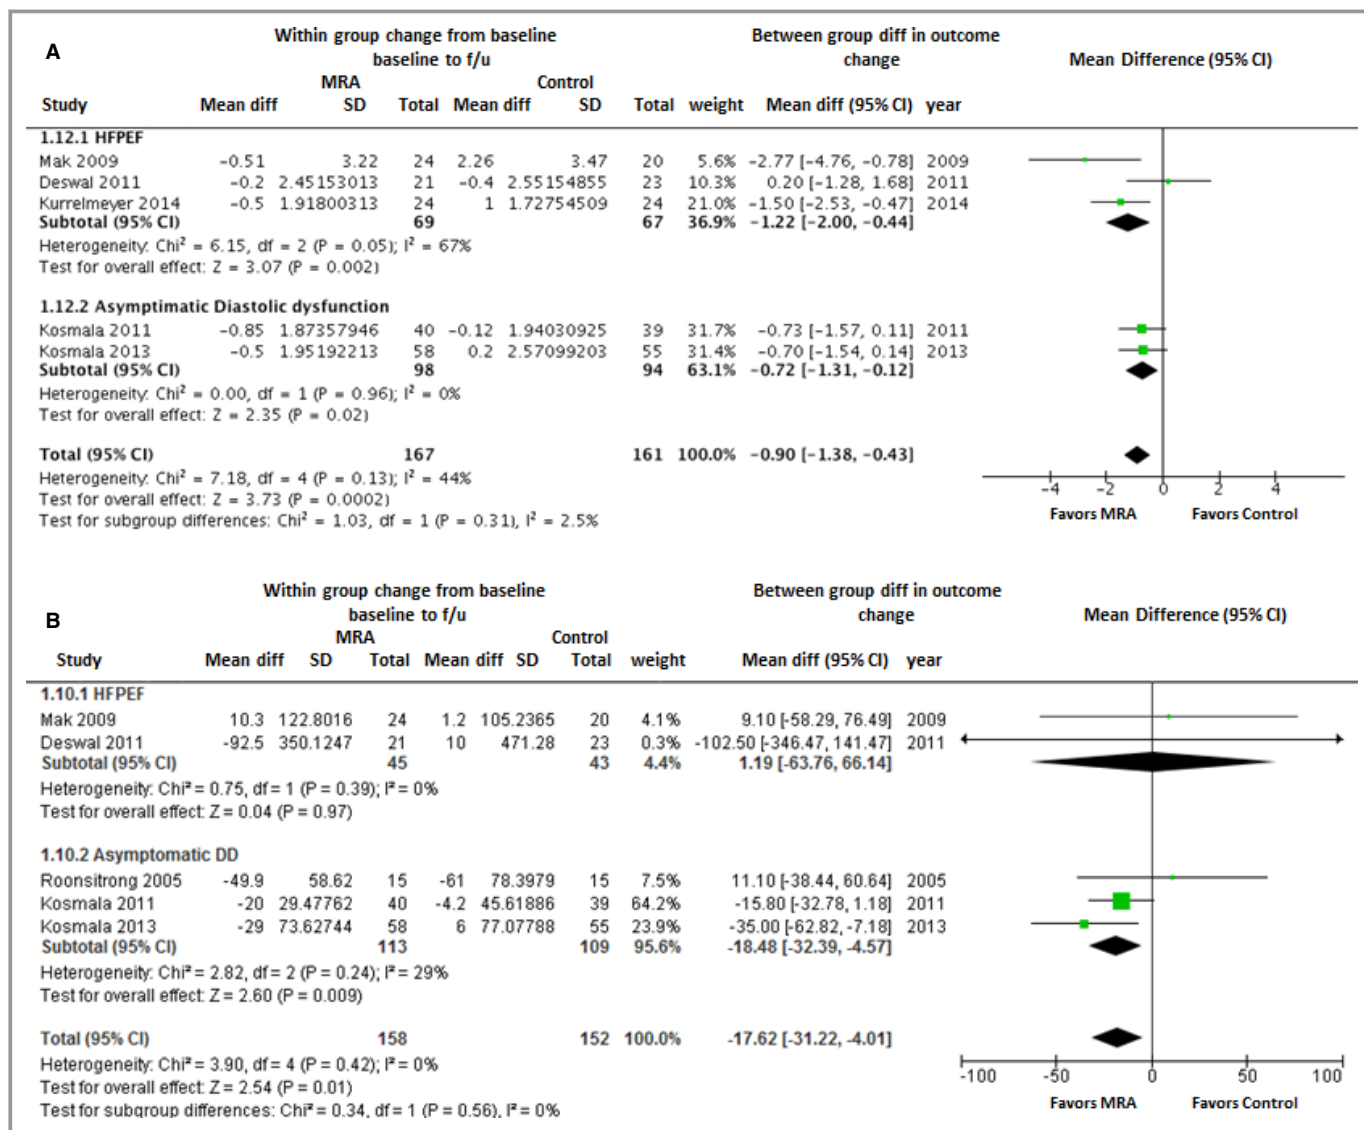 A
Within group change from baseline
baseline to f/u
Between group diff in outcome
change
Mean Difference (95% CI)
MRA Control
Study Mean diff SD Total Mean diff SD Total weight Mean diff (95% CI) year
1.12.1 HFPEF
Mak 2009 -0.51 3.22 24 2.26 3.47 20 5.6% -2.77 [-4.76, -0.78] 2009
Deswal 2011 -0.2 2.45153013 21 -0.4 2.55154855 23 10.3% 0.20 [-1.28, 1.68] 2011
Kurrelmeyer 2014 -0.5 1.91800313 24 1 1.72754509 24 21.0% -1.50 [-2.53, -0.47] 2014
Subtotal (95% CI) 69 67 36.9% -1.22 [-2.00, -0.44]
Heterogeneity: Chi² = 6.15, df = 2 (P = 0.05); I² = 67%
Test for overall effect: Z = 3.07 (P = 0.002)
1.12.2 Asymptimatic Diastolic dysfunction
Kosmala 2011 -0.85 1.87357946 40 -0.12 1.94030925 39 31.7% -0.73 [-1.57, 0.11] 2011
Kosmala 2013 -0.5 1.95192213 58 0.2 2.57099203 55 31.4% -0.70 [-1.54, 0.14] 2013
Subtotal (95% CI) 98 94 63.1% -0.72 [-1.31, -0.12]
Heterogeneity: Chi² = 0.00, df = 1 (P = 0.96); I² = 0%
Test for overall effect: Z = 2.35 (P = 0.02)
Total (95% CI) 167 161 100.0% -0.90 [-1.38, -0.43]
Heterogeneity: Chi² = 7.18, df = 4 (P = 0.13); I² = 44%
Test for overall effect: Z = 3.73 (P = 0.0002)
Test for subgroup differences: Chi² = 1.03, df = 1 (P = 0.31), I² = 2.5%
-4 -2 0 2 4
Favors MRA Favors Control
B
Within group change from baseline
baseline to f/u
Between group diff in outcome
change
Mean Difference (95% CI)
MRA Control
Study Mean diff SD Total Mean diff SD Total weight Mean diff (95% CI) year
1.10.1 HFPEF
Mak 2009 10.3 122.8016 24 1.2 105.2365 20 4.1% 9.10 [-58.29, 76.49] 2009
Deswal 2011 -92.5 350.1247 21 10 471.28 23 0.3% -102.50 [-346.47, 141.47] 2011
Subtotal (95% CI) 45 43 4.4% 1.19 [-63.76, 66.14]
Heterogeneity: Chi² = 0.75, df = 1 (P = 0.39); I² = 0%
Test for overall effect: Z = 0.04 (P = 0.97)
1.10.2 Asymptomatic DD
Roonsitrong 2005 -49.9 58.62 15 -61 78.3979 15 7.5% 11.10 [-38.44, 60.64] 2005
Kosmala 2011 -20 29.47762 40 -4.2 45.61886 39 64.2% -15.80 [-32.78, 1.18] 2011
Kosmala 2013 -29 73.62744 58 6 77.07788 55 23.9% -35.00 [-62.82, -7.18] 2013
Subtotal (95% CI) 113 109 95.6% -18.48 [-32.39, -4.57]
Heterogeneity: Chi² = 2.82, df = 2 (P = 0.24); I² = 29%
Test for overall effect: Z = 2.60 (P = 0.009)
Total (95% CI) 158 152 100.0% -17.62 [-31.22, -4.01]
Heterogeneity: Chi² = 3.90, df = 4 (P = 0.42); I² = 0%
Test for overall effect: Z = 2.54 (P = 0.01)
Test for subgroup differences: Chi² = 0.34, df = 1 (P = 0.56), I² = 0%
-100 -50 0 50 100
Favors MRA Favors Control